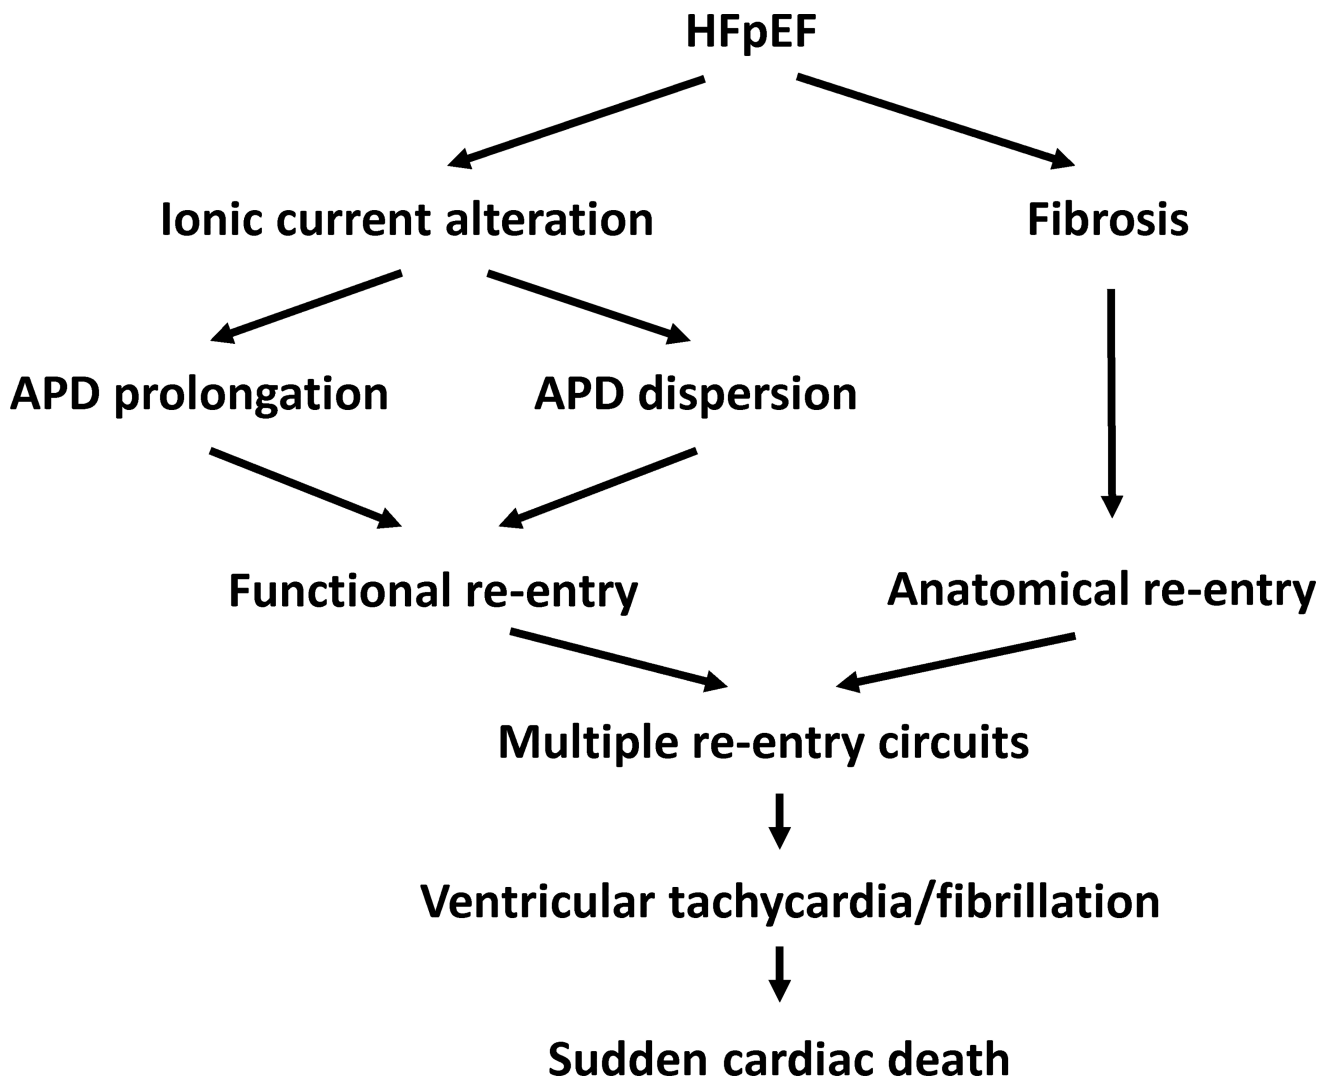 HFpEF
Ionic current alteration
Fibrosis
APD prolongation
APD dispersion
Functional re-entry
Anatomical re-entry
Multiple re-entry circuits
Ventricular tachycardia/fibrillation
Sudden cardiac death